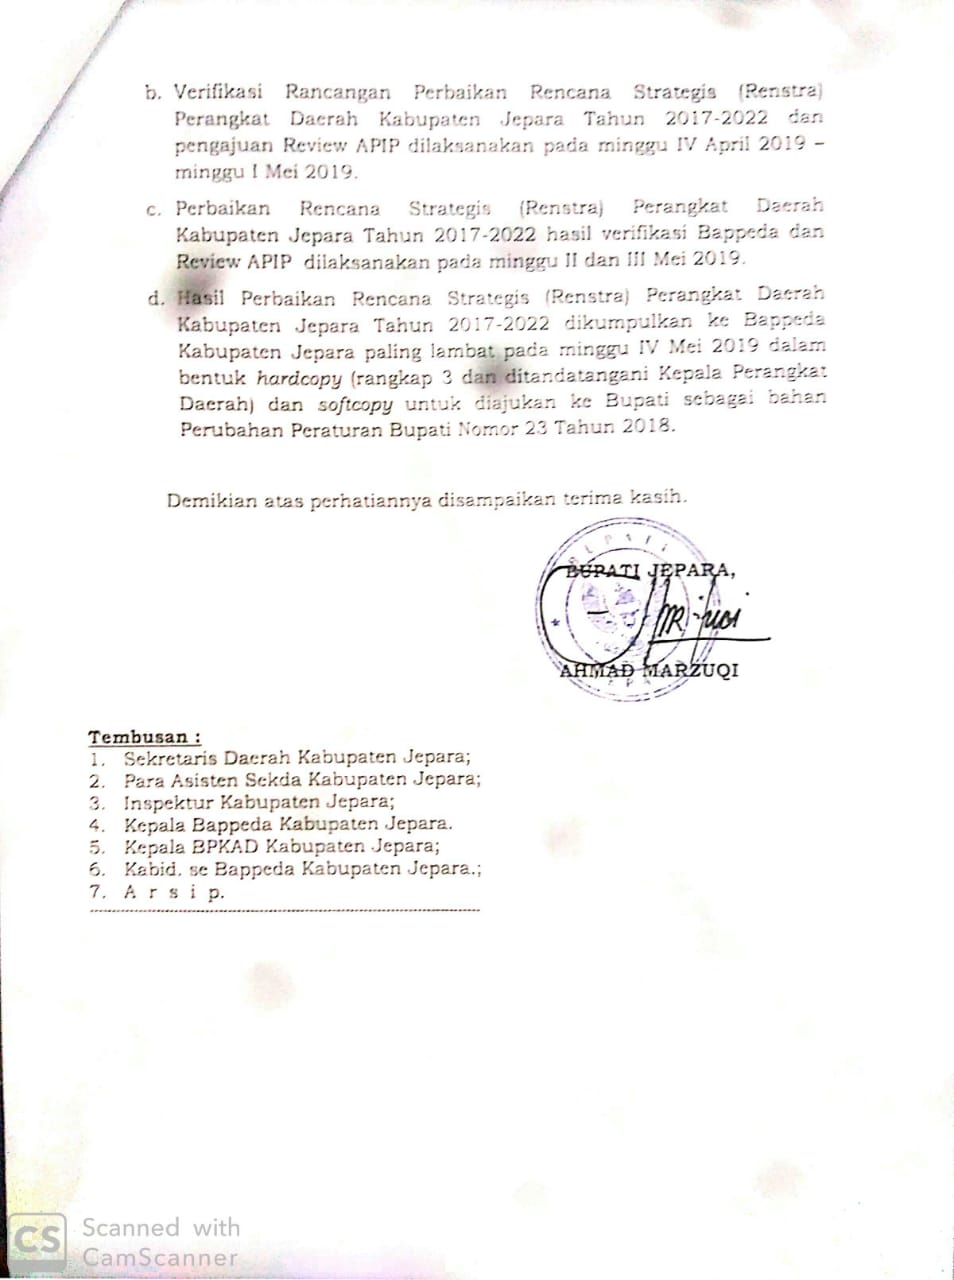 b. Verifikasi Rancangan Perbaikan Rencana Strategis (Renstra)
Perangkat Daerah Kabupaten Jepara Tahun 2017-2022 dan
pengajuan Review APIP dilaksanakan pada minggu IV April 2019 –
minggu I Mei 2019.
c. Perbaikan Rencana Strategis (Renstra) Perangkat Daerah
Kabupaten Jepara Tahun 2017-2022 hasil verifikasi Bappeda dan
Review APIP dilaksanakan pada minggu II dan III Mei 2019.
d. Hasil Perbaikan Rencana Strategis (Renstra) Perangkat Daerah
Kabupaten Jepara Tahun 2017-2022 dikumpulkan ke Bappeda
Kabupaten Jepara paling lambat pada minggu IV Mei 2019 dalam
bentuk hardcopy (rangkap 3 dan ditandatangani Kepala Perangkat
Daerah) dan softcopy untuk diajukan ke Bupati sebagai bahan
Perubahan Peraturan Bupati Nomor 23 Tahun 2018.
Demikian atas perhatiannya disampaikan terima kasih.
BUPATI
BUPATI JEPARA,
AHMAD MARZUQI
Tembusan :
1. Sekretaris Daerah Kabupaten Jepara;
2. Para Asisten Sekda Kabupaten Jepara;
3. Inspektur Kabupaten Jepara;
4. Kepala Bappeda Kabupaten Jepara.
5. Kepala BPKAD Kabupaten Jepara;
6. Kabid. se Bappeda Kabupaten Jepara.;
7. A r s i p.
CS Scanned with
CamScanner